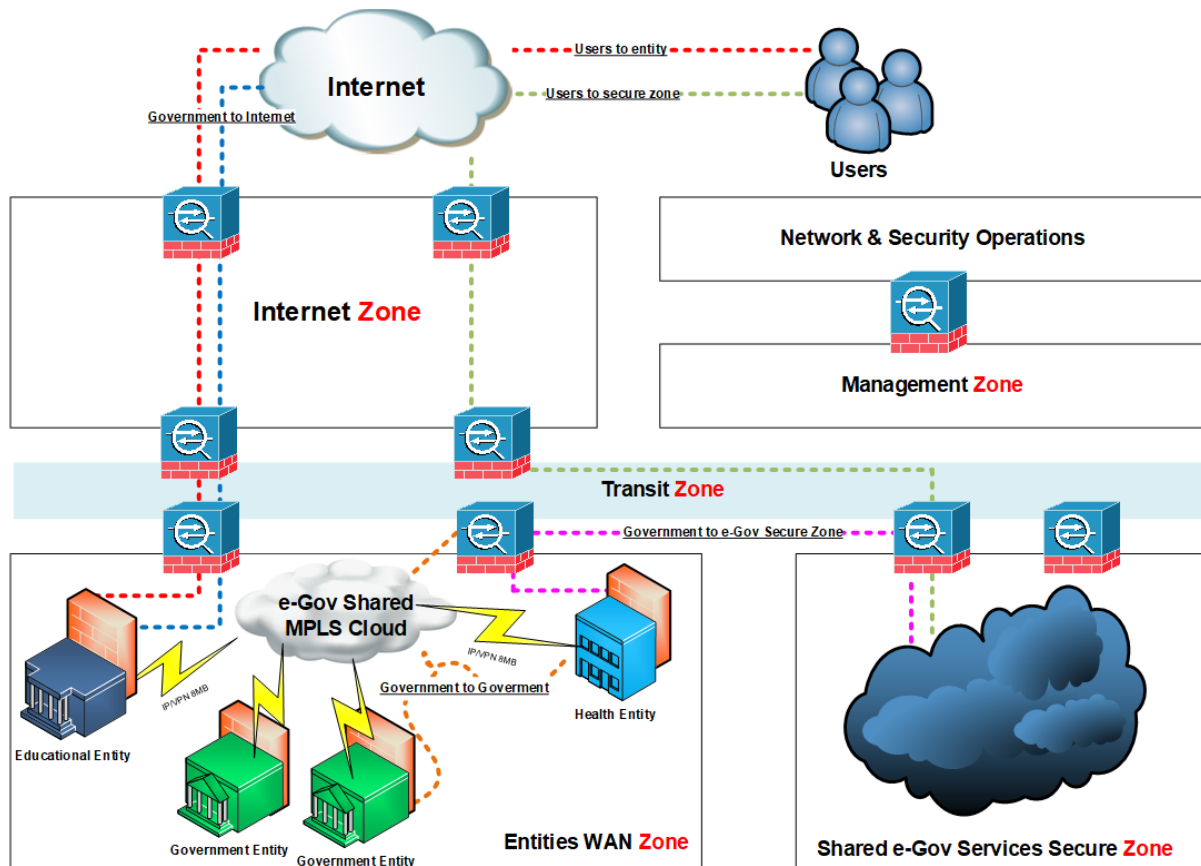 Users to entity
Internet
Users to secure zone
Government to Internet
Users
Network & Security Operations
Internet Zone
Management Zone
Transit Zone
Government to e-Gov Secure Zone
e-Gov Shared
MPLS Cloud
IP/VPN 8MB
IP/VPN 8MB
Government to Goverment
Health Entity
Educational Entity
Government Entity
Government Entity
Entities WAN Zone
Shared e-Gov Services Secure Zone